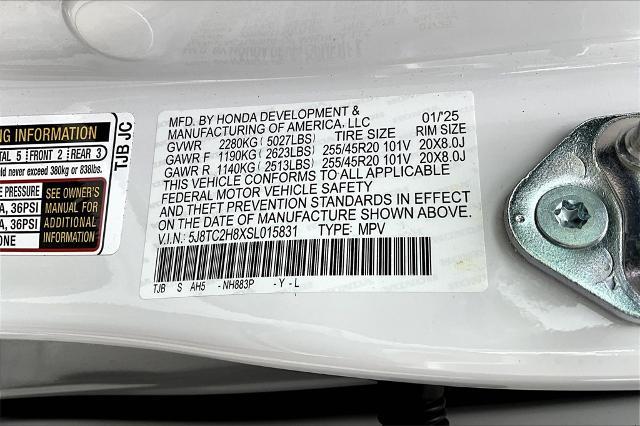 NG INFORMATION
TAL 5 FRONT 2 REAR 3
ld never exceed 380kg or 838lbs.
E PRESSURE
A, 36PSI
A, 36PSI
ONE
SEE OWNER'S
MANUAL FOR
ADDITIONAL
INFORMATION
TJB JC
MFD. BY HONDA DEVELOPMENT & 01/25
MANUFACTURING OF AMERICA, LLC
GVWR 2280KG (5027LBS) TIRE SIZE RIM SIZE
GAWR F 1190KG (2623LBS) 255/45R20 101V 20X8.0J
GAWR R 1140KG (2513LBS) 255/45R20 101V 20X8.0J
THIS VEHICLE CONFORMS TO ALL APPLICABLE
FEDERAL MOTOR VEHICLE SAFETY
AND THEFT PREVENTION STANDARDS IN EFFECT
ON THE DATE OF MANUFACTURE SHOWN ABOVE.
V.I.N.: 5J8TC2H8XSL015831 TYPE: MPV
TJB S AH5 -NH883P -Y-L